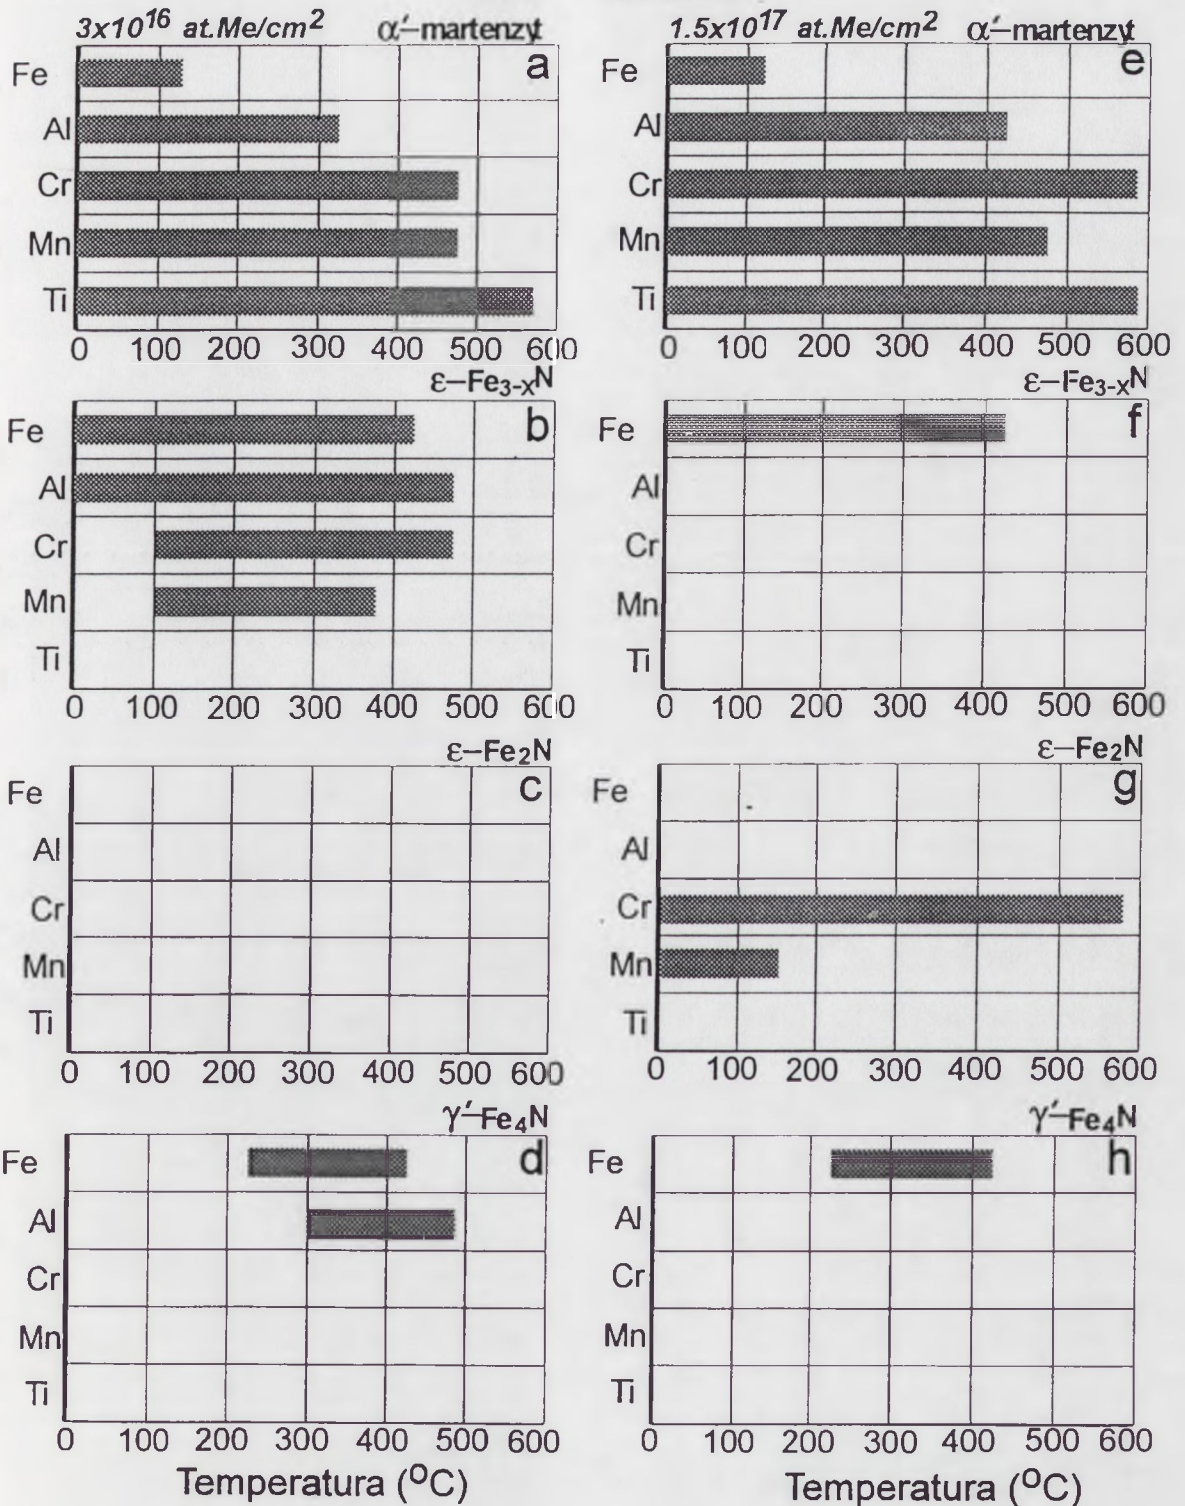 3x10¹⁶ at.Me/cm² α′–martenzyt
a
Fe
Al
Cr
Mn
Ti
0 100 200 300 400 500 600
ε–Fe₃₋ₓN
b
Fe
Al
Cr
Mn
Ti
0 100 200 300 400 500 600
ε–Fe₂N
c
Fe
Al
Cr
Mn
Ti
0 100 200 300 400 500 600
γ′–Fe₄N
d
Fe
Al
Cr
Mn
Ti
0 100 200 300 400 500 600
Temperatura (°C)
1.5x10¹⁷ at.Me/cm² α′–martenzyt
e
Fe
Al
Cr
Mn
Ti
0 100 200 300 400 500 600
ε–Fe₃₋ₓN
f
Fe
Al
Cr
Mn
Ti
0 100 200 300 400 500 600
ε–Fe₂N
g
Fe
Al
Cr
Mn
Ti
0 100 200 300 400 500 600
γ′–Fe₄N
h
Fe
Al
Cr
Mn
Ti
0 100 200 300 400 500 600
Temperatura (°C)